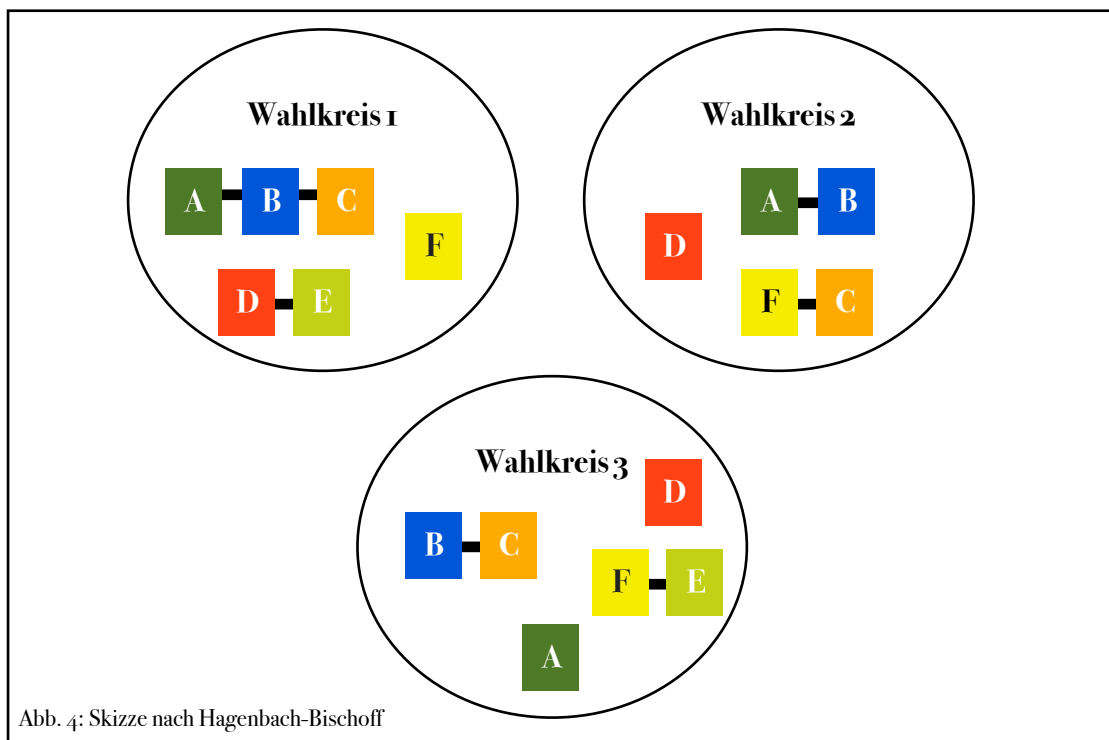 Wahlkreis 1
A B C
F
D E
Wahlkreis 2
A B
D
F C
Wahlkreis 3
D
B C
F E
A
Abb. 4: Skizze nach Hagenbach-Bischoff